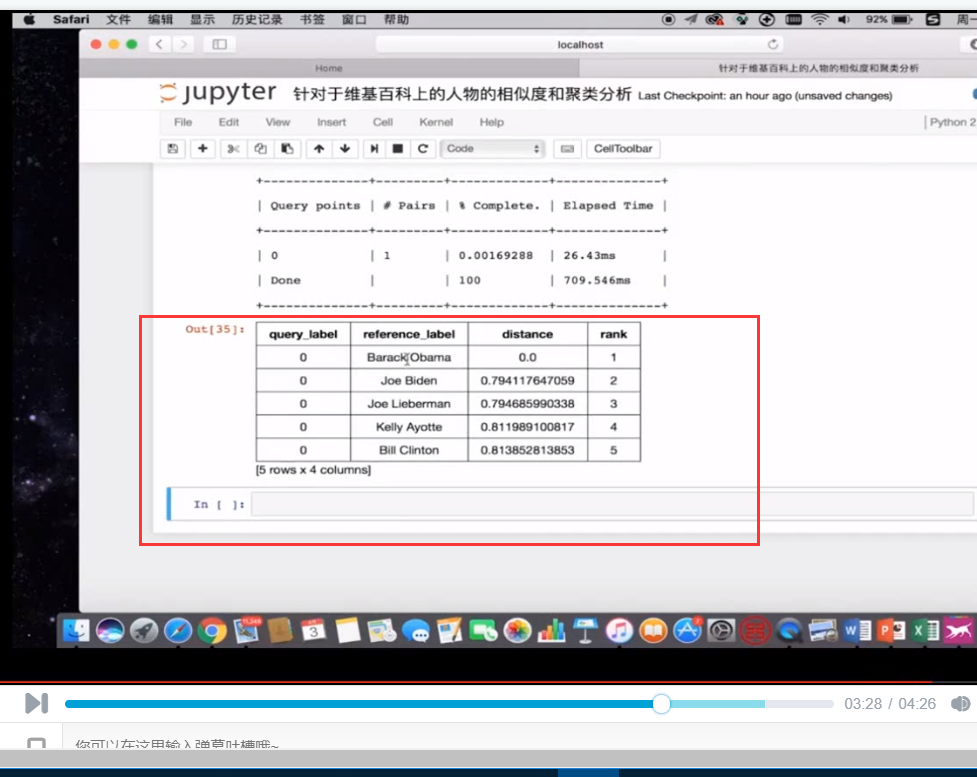 Safari 文件 编辑 显示 历史记录 书签 窗口 帮助 92% 周一
localhost
Home 针对于维基百科上的人物的相似度和聚类分析
jupyter 针对于维基百科上的人物的相似度和聚类分析 Last Checkpoint: an hour ago (unsaved changes)
File Edit View Insert Cell Kernel Help Python 2
Code CellToolbar
+--------------+---------+-------------+--------------+
| Query points | # Pairs | % Complete. | Elapsed Time |
+--------------+---------+-------------+--------------+
| 0 | 1 | 0.00169288 | 26.43ms |
| Done | | 100 | 709.546ms |
+--------------+---------+-------------+--------------+
Out[35]: query_label reference_label distance rank
0 Barack Obama 0.0 1
0 Joe Biden 0.794117647059 2
0 Joe Lieberman 0.794685990338 3
0 Kelly Ayotte 0.811989100817 4
0 Bill Clinton 0.813852813853 5
[5 rows x 4 columns]
In [ ]:
3
03:28 / 04:26
您可以在这里输入弹幕吐槽哦~